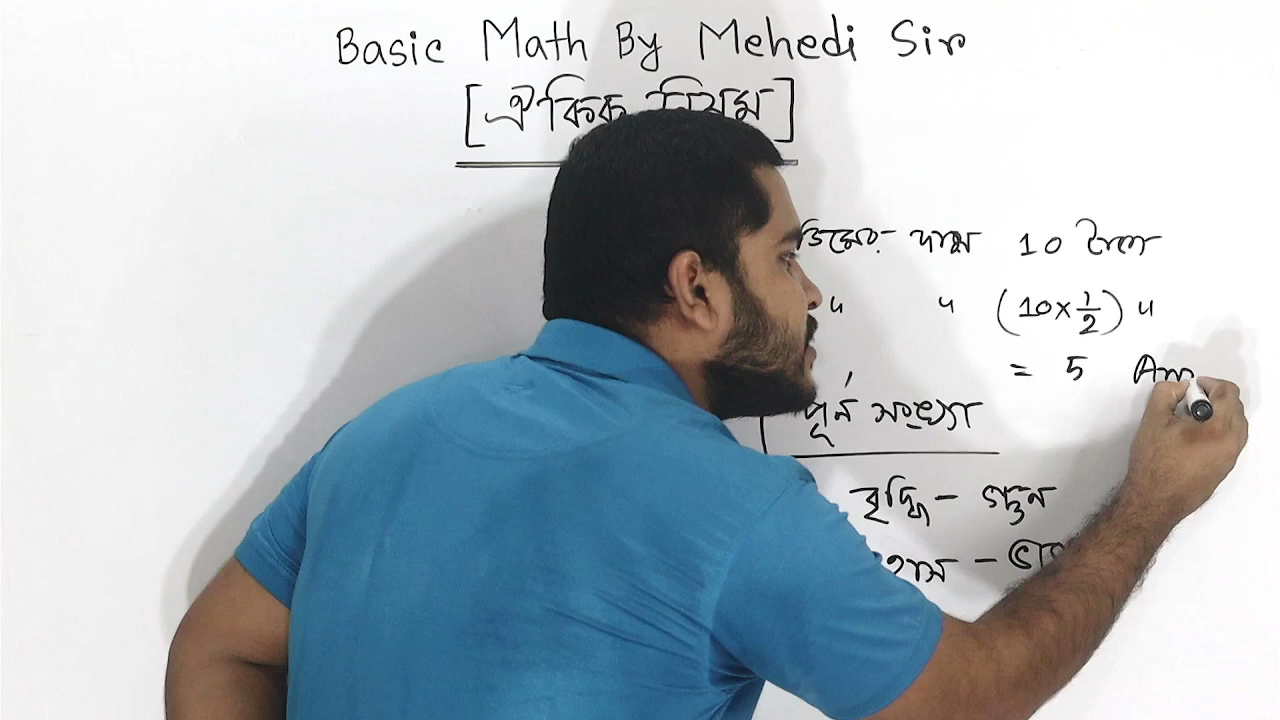 Basic Math By Mehedi Sir
[ঐকিক নিয়ম]
ডিমের দাম 10 টাকা
" " (10×1/2) "
= 5 Ans
পূর্ন সংখ্যা
বৃদ্ধি - গুন
হ্রাস - ভাগ